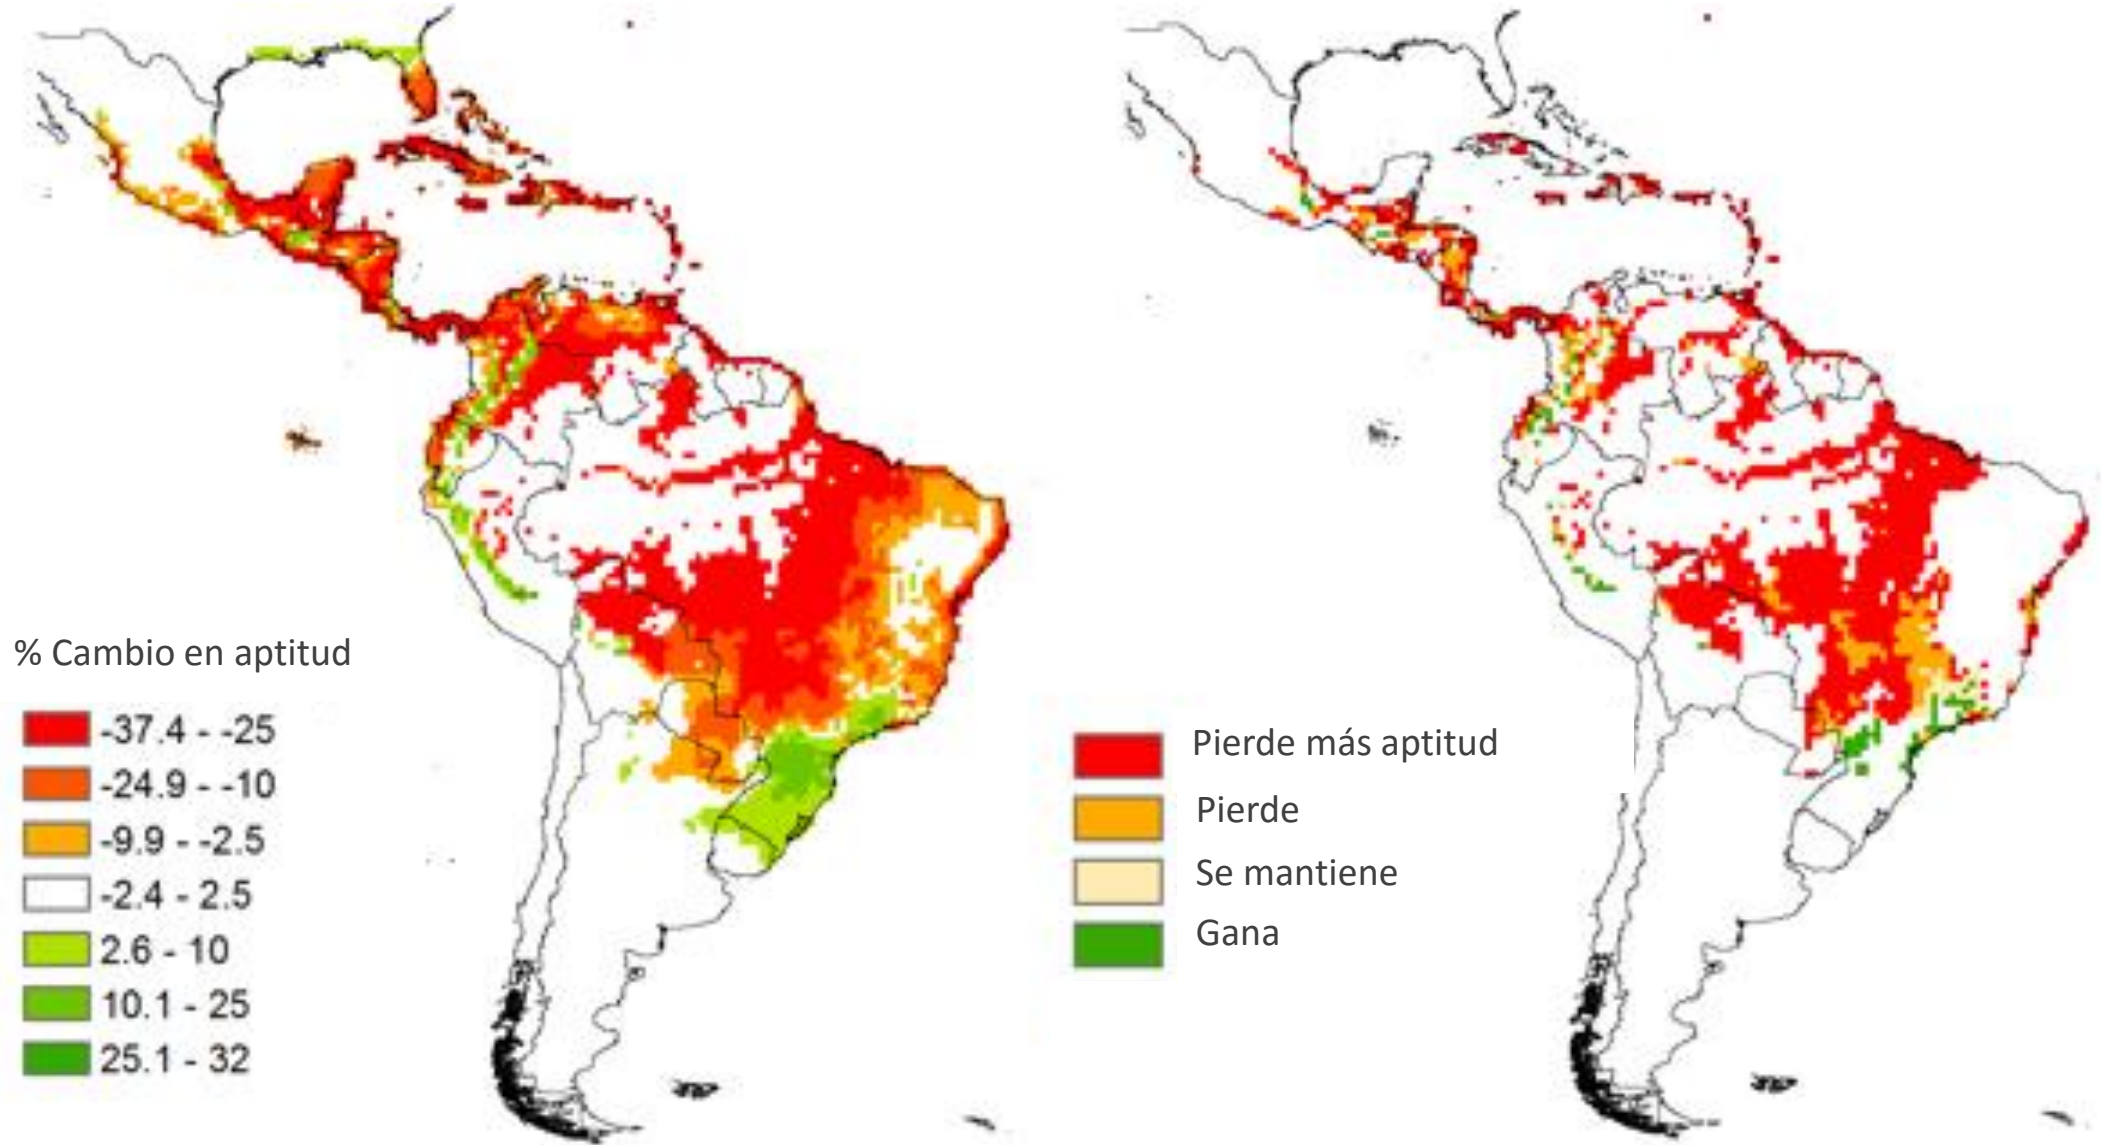 % Cambio en aptitud
-37.4 - -25
-24.9 - -10
-9.9 - -2.5
-2.4 - 2.5
2.6 - 10
10.1 - 25
25.1 - 32
Pierde más aptitud
Pierde
Se mantiene
Gana